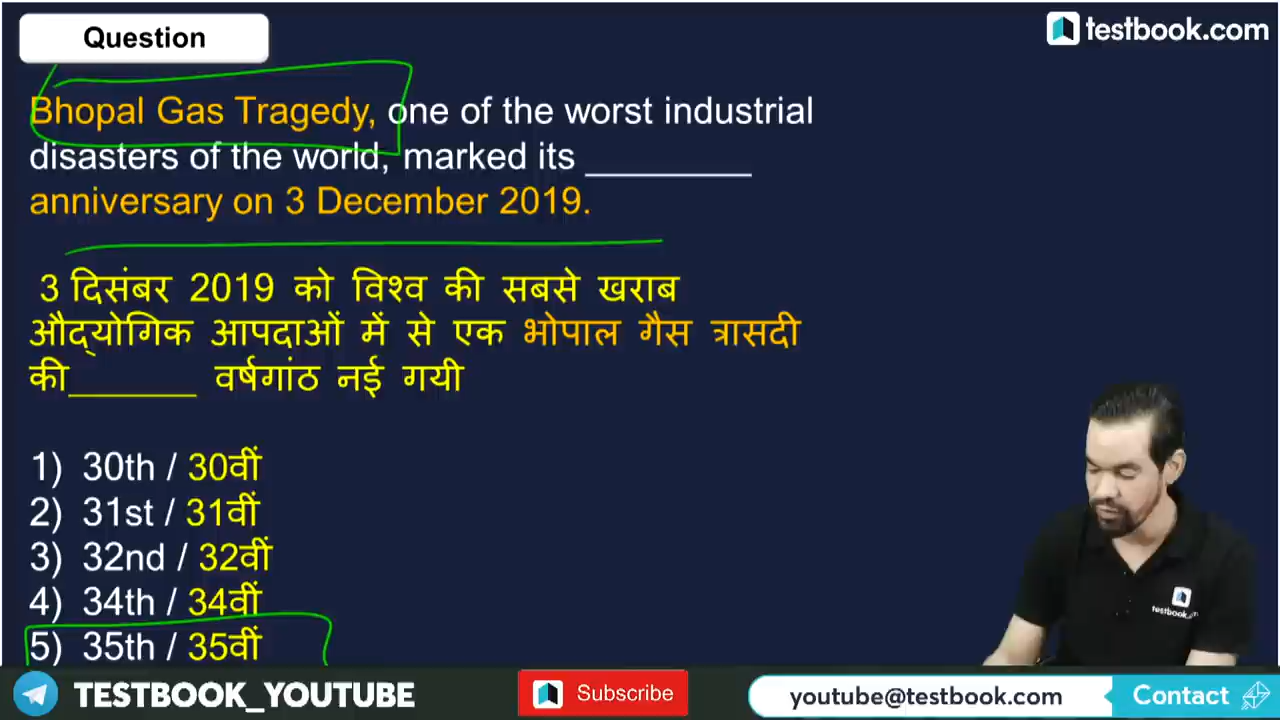 Question
testbook.com
Bhopal Gas Tragedy, one of the worst industrial
disasters of the world, marked its _________
anniversary on 3 December 2019.
3 दिसंबर 2019 को विश्व की सबसे खराब
औद्योगिक आपदाओं में से एक भोपाल गैस त्रासदी
की_______ वर्षगांठ नई गयी
1) 30th / 30वीं
2) 31st / 31वीं
3) 32nd / 32वीं
4) 34th / 34वीं
5) 35th / 35वीं
testbook.com
TESTBOOK_YOUTUBE
Subscribe
youtube@testbook.com
Contact